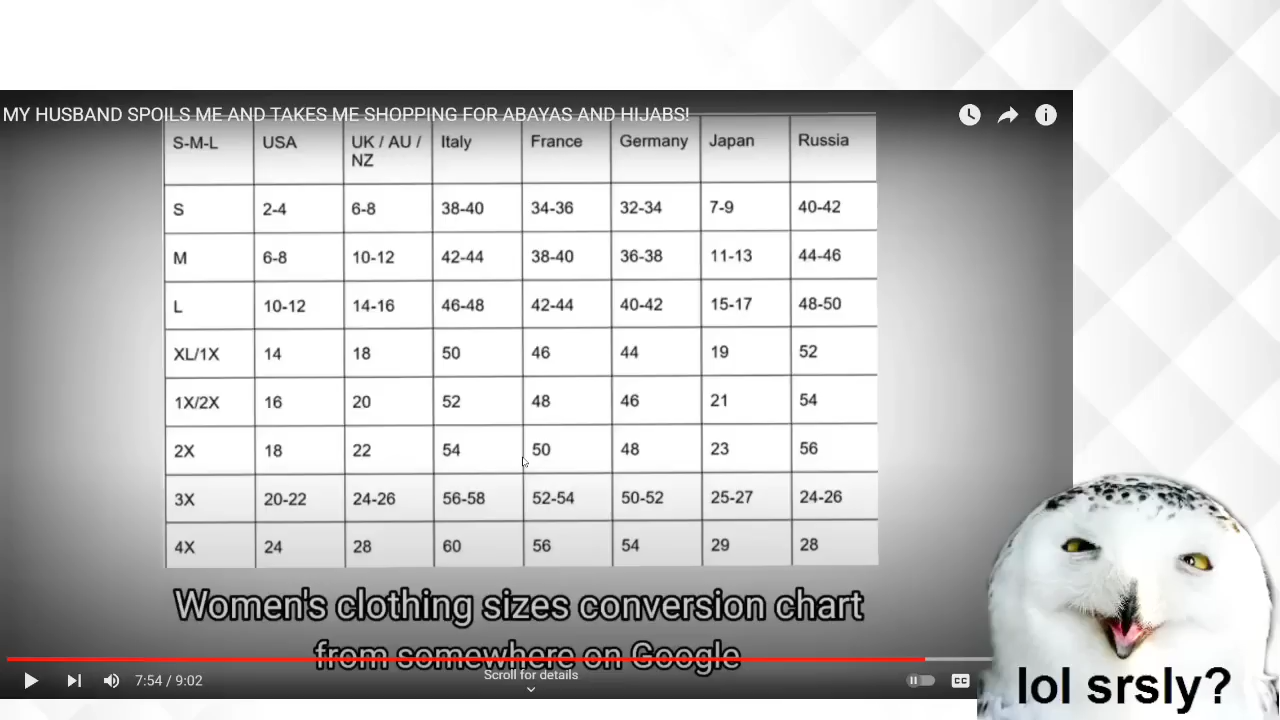 MY HUSBAND SPOILS ME AND TAKES ME SHOPPING FOR ABAYAS AND HIJABS!
S-M-L USA UK / AU / NZ Italy France Germany Japan Russia
S 2-4 6-8 38-40 34-36 32-34 7-9 40-42
M 6-8 10-12 42-44 38-40 36-38 11-13 44-46
L 10-12 14-16 46-48 42-44 40-42 15-17 48-50
XL/1X 14 18 50 46 44 19 52
1X/2X 16 20 52 48 46 21 54
2X 18 22 54 50 48 23 56
3X 20-22 24-26 56-58 52-54 50-52 25-27 24-26
4X 24 28 60 56 54 29 28
Women's clothing sizes conversion chart
from somewhere on Google
Scroll for details
7:54 / 9:02
CC
lol srsly?